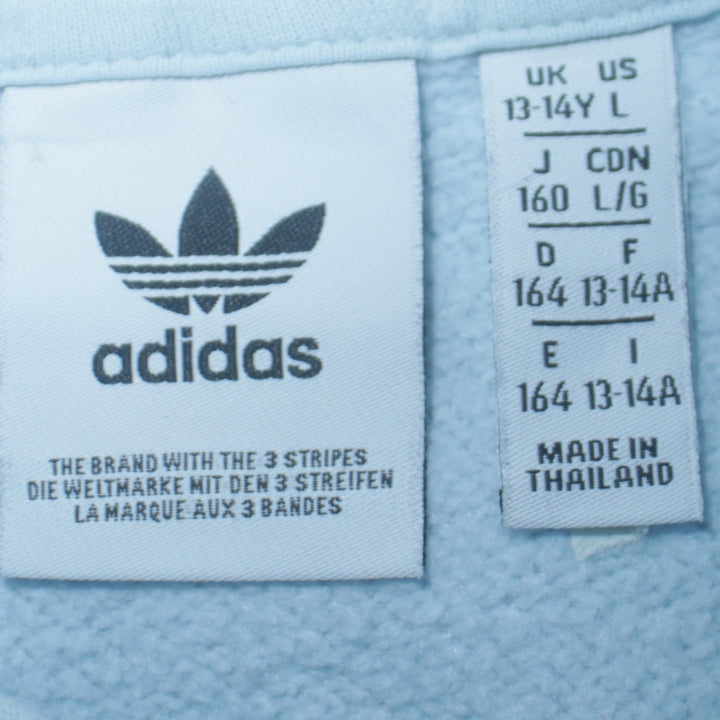 adidas
THE BRAND WITH THE 3 STRIPES
DIE WELTMARKE MIT DEN 3 STREIFEN
LA MARQUE AUX 3 BANDES
UK US
13-14Y L
J CDN
160 L/G
D F
164 13-14A
E I
164 13-14A
MADE IN
THAILAND